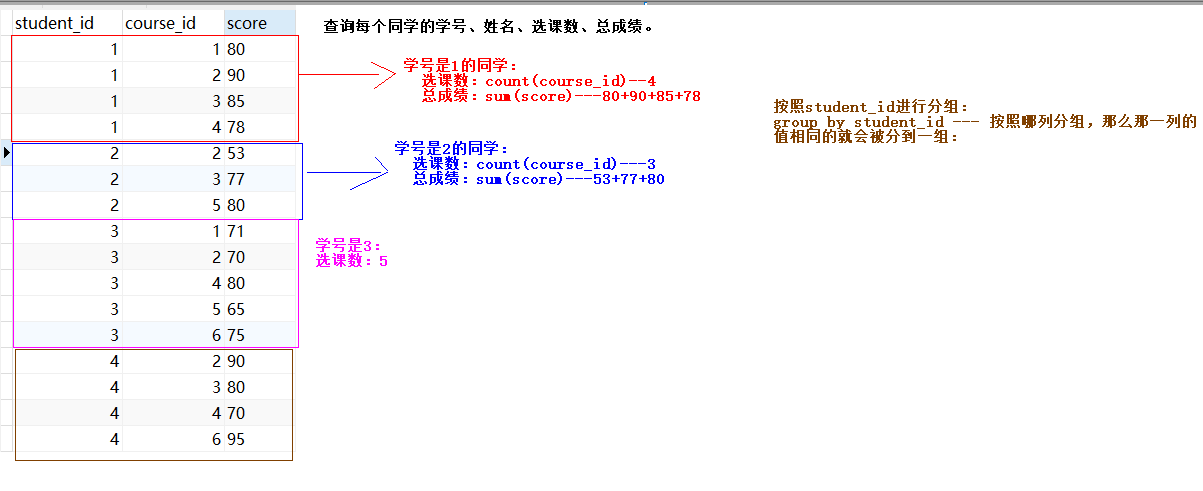 student_id course_id score
1 1 80
1 2 90
1 3 85
1 4 78
2 2 53
2 3 77
2 5 80
3 1 71
3 2 70
3 4 80
3 5 65
3 6 75
4 2 90
4 3 80
4 4 70
4 6 95
查询每个同学的学号、姓名、选课数、总成绩。
学号是1的同学：
选课数：count(course_id)--4
总成绩：sum(score)---80+90+85+78
学号是2的同学：
选课数：count(course_id)---3
总成绩：sum(score)---53+77+80
学号是3：
选课数：5
按照student_id进行分组：
group by student_id --- 按照哪列分组，那么那一列的
值相同的就会被分到一组：